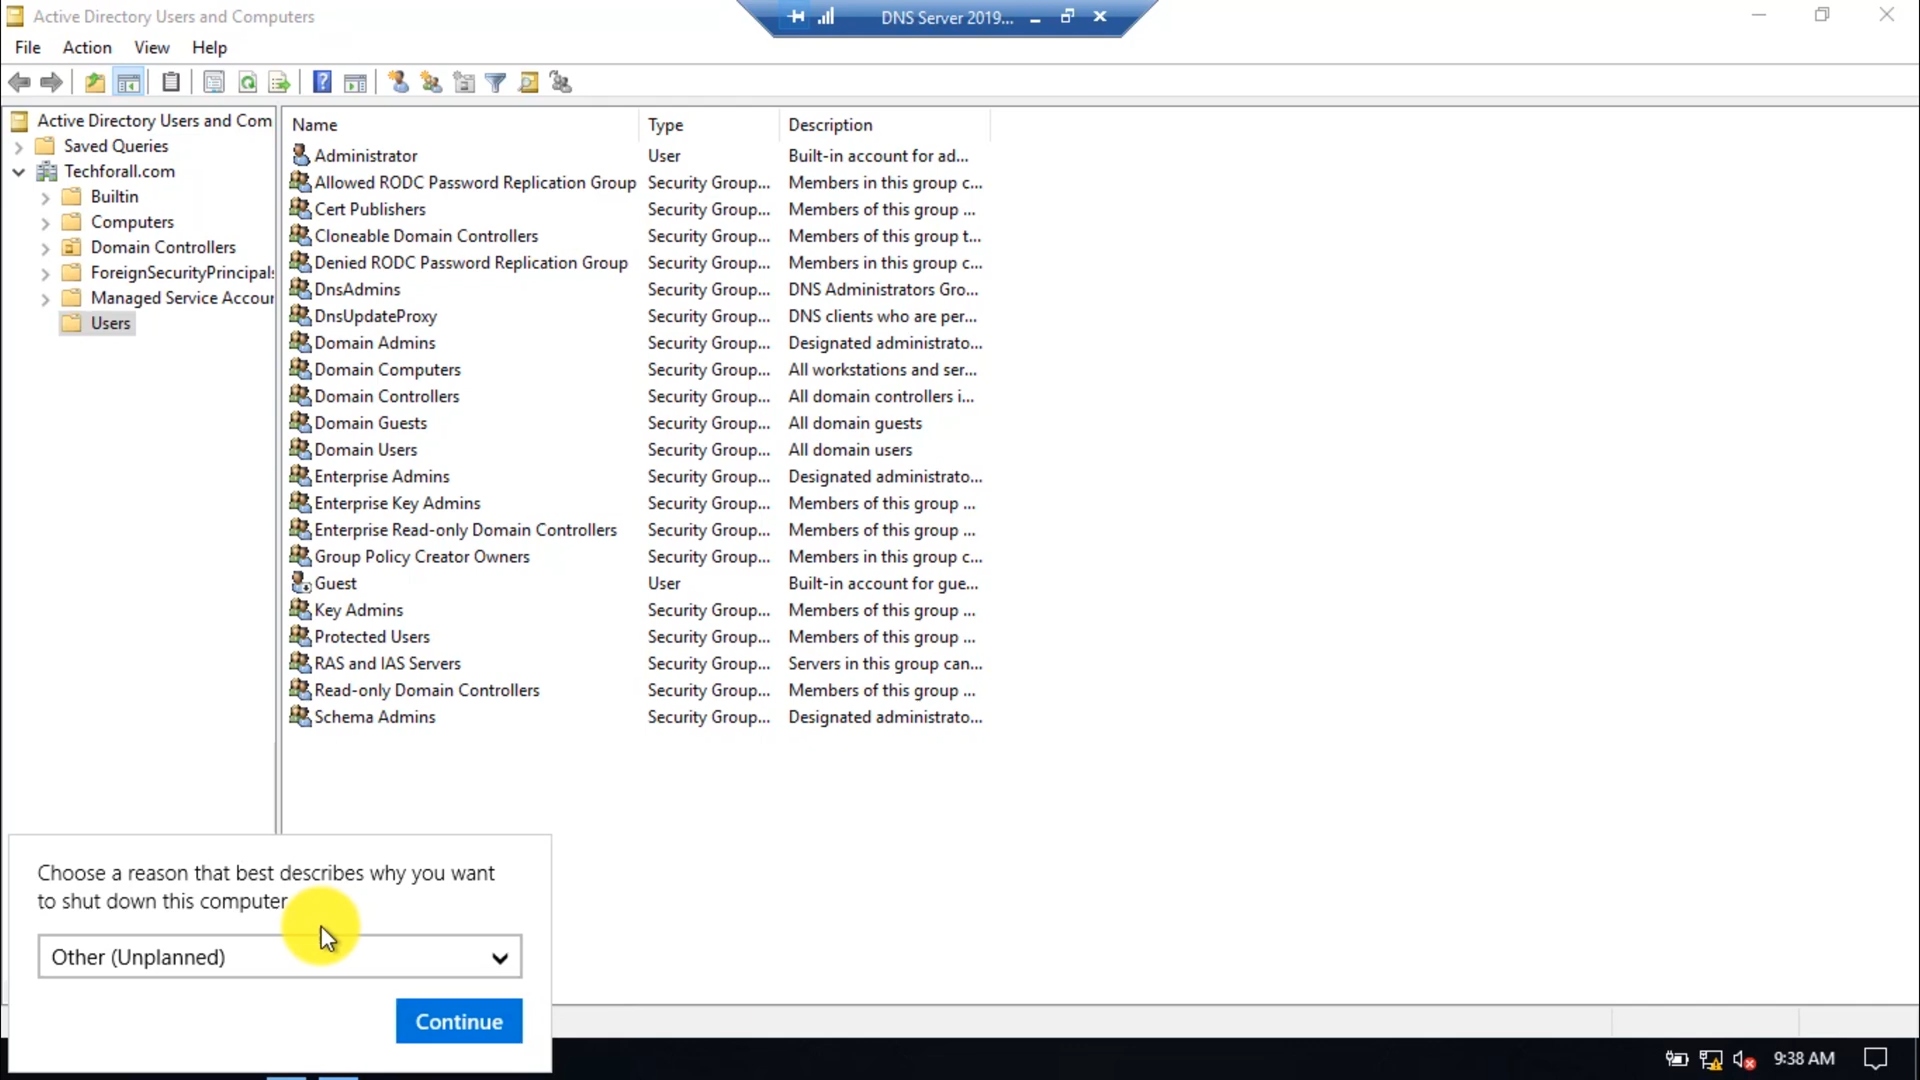 Active Directory Users and Computers
DNS Server 2019...
File Action View Help
Active Directory Users and Com
Saved Queries
Techforall.com
Builtin
Computers
Domain Controllers
ForeignSecurityPrincipals
Managed Service Accour
Users
Name Type Description
Administrator User Built-in account for ad...
Allowed RODC Password Replication Group Security Group... Members in this group c...
Cert Publishers Security Group... Members of this group ...
Cloneable Domain Controllers Security Group... Members of this group t...
Denied RODC Password Replication Group Security Group... Members in this group c...
DnsAdmins Security Group... DNS Administrators Gro...
DnsUpdateProxy Security Group... DNS clients who are per...
Domain Admins Security Group... Designated administrato...
Domain Computers Security Group... All workstations and ser...
Domain Controllers Security Group... All domain controllers i...
Domain Guests Security Group... All domain guests
Domain Users Security Group... All domain users
Enterprise Admins Security Group... Designated administrato...
Enterprise Key Admins Security Group... Members of this group ...
Enterprise Read-only Domain Controllers Security Group... Members of this group ...
Group Policy Creator Owners Security Group... Members in this group c...
Guest User Built-in account for gue...
Key Admins Security Group... Members of this group ...
Protected Users Security Group... Members of this group ...
RAS and IAS Servers Security Group... Servers in this group can...
Read-only Domain Controllers Security Group... Members of this group ...
Schema Admins Security Group... Designated administrato...
Choose a reason that best describes why you want
to shut down this computer
Other (Unplanned)
Continue
9:38 AM